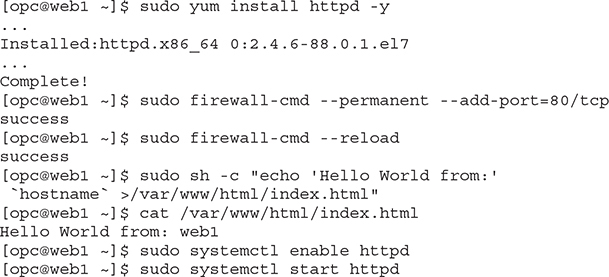 [opc@web1 ~]$ sudo yum install httpd -y
...
Installed:httpd.x86_64 0:2.4.6-88.0.1.el7
...
Complete!
[opc@web1 ~]$ sudo firewall-cmd --permanent --add-port=80/tcp
success
[opc@web1 ~]$ sudo firewall-cmd --reload
success
[opc@web1 ~]$ sudo sh -c "echo 'Hello World from:'
`hostname` >/var/www/html/index.html"
[opc@web1 ~]$ cat /var/www/html/index.html
Hello World from: web1
[opc@web1 ~]$ sudo systemctl enable httpd
[opc@web1 ~]$ sudo systemctl start httpd